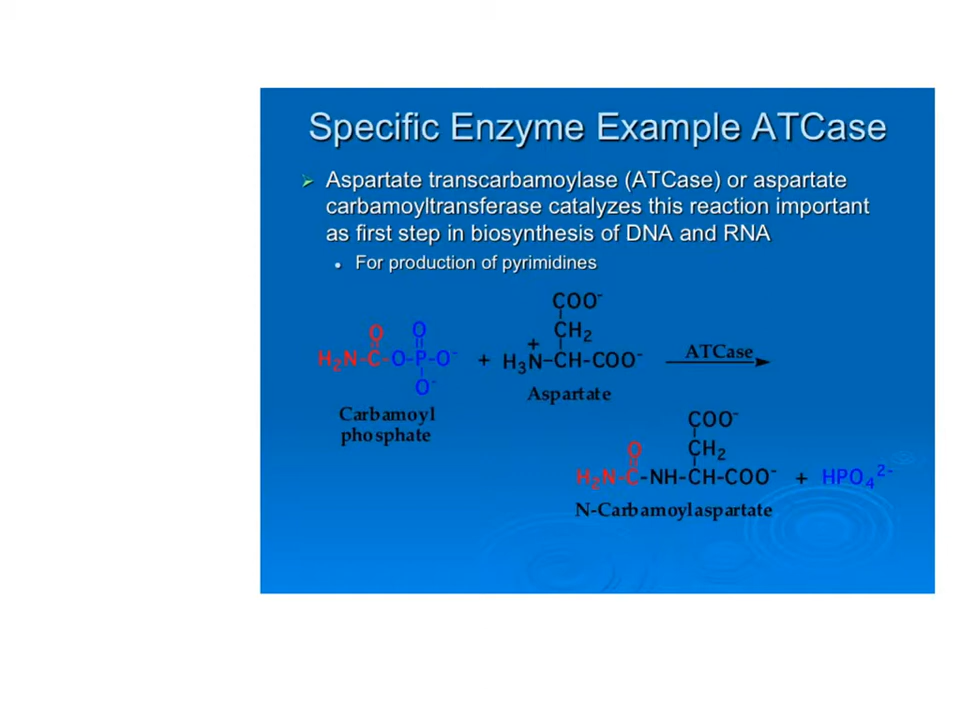 Specific Enzyme Example ATCase
Aspartate transcarbamoylase (ATCase) or aspartate
carbamoyltransferase catalyzes this reaction important
as first step in biosynthesis of DNA and RNA
For production of pyrimidines
COO⁻
O O CH₂
H₂N-C-O-P-O⁻ + H₃N⁺-CH-COO⁻ ATCase
O⁻
Aspartate
Carbamoyl
phosphate
COO⁻
O CH₂
H₂N-C-NH-CH-COO⁻ + HPO₄²⁻
N-Carbamoylaspartate